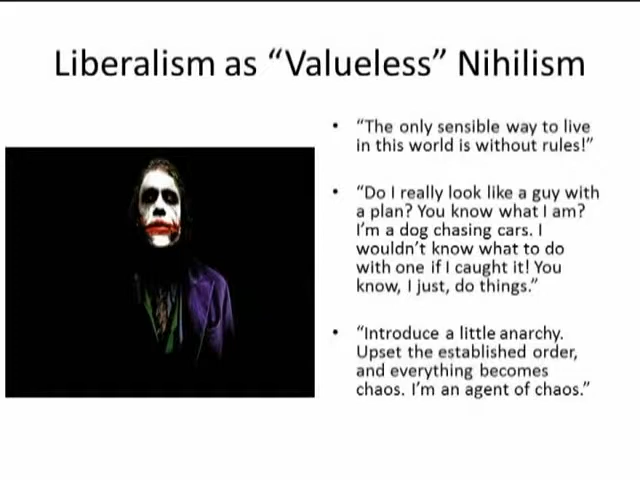 Liberalism as “Valueless” Nihilism
• “The only sensible way to live
in this world is without rules!”
• “Do I really look like a guy with
a plan? You know what I am?
I’m a dog chasing cars. I
wouldn’t know what to do
with one if I caught it! You
know, I just, do things.”
• “Introduce a little anarchy.
Upset the established order,
and everything becomes
chaos. I’m an agent of chaos.”